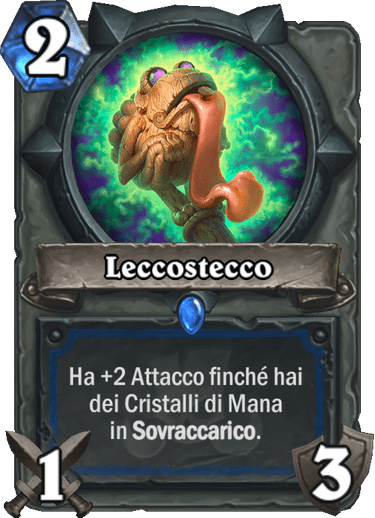 2
Leccostecco
Ha +2 Attacco finché hai
dei Cristalli di Mana
in Sovraccarico.
1
3